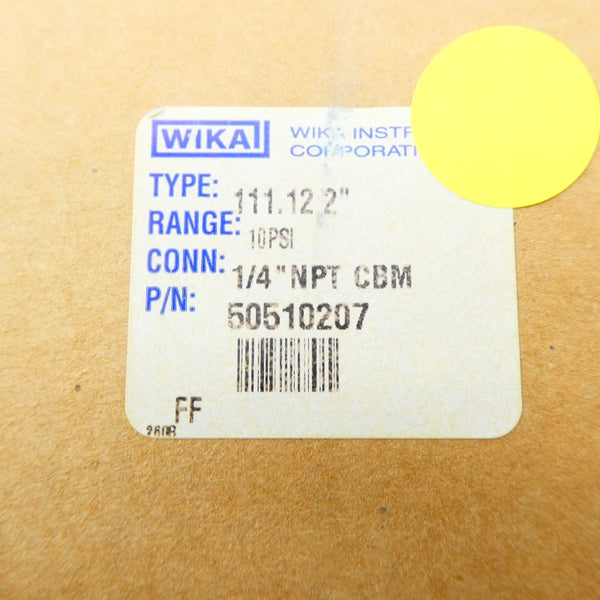 WIKA WIKA INSTR
CORPORATI
TYPE: 111.12 2"
RANGE: 10PSI
CONN: 1/4"NPT CBM
P/N: 50510207
FF